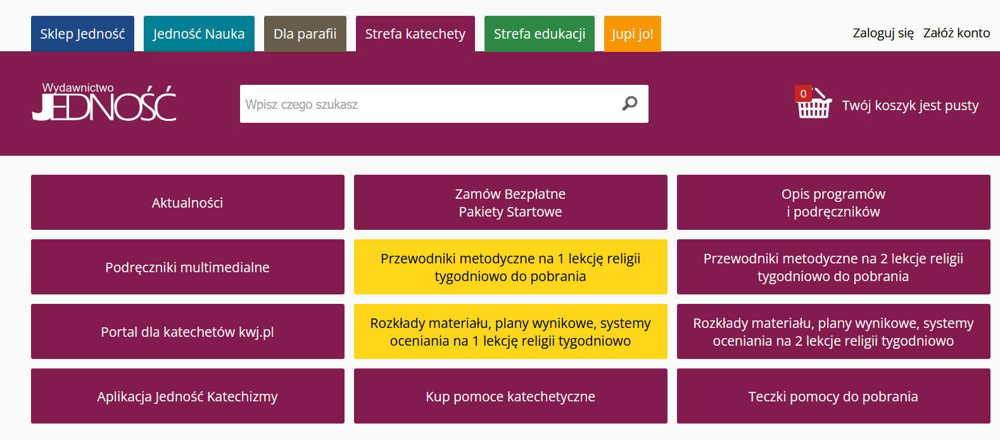 Sklep Jedność
Jedność Nauka
Dla parafii
Strefa katechety
Strefa edukacji
Jupi jo!
Zaloguj się
Załóż konto
Wydawnictwo
JEDNOŚĆ
Wpisz czego szukasz
0
Twój koszyk jest pusty
Aktualności
Zamów Bezpłatne
Pakiety Startowe
Opis programów
i podręczników
Podręczniki multimedialne
Przewodniki metodyczne na 1 lekcję religii
tygodniowo do pobrania
Przewodniki metodyczne na 2 lekcje religii
tygodniowo do pobrania
Portal dla katechetów kwj.pl
Rozkłady materiału, plany wynikowe, systemy
oceniania na 1 lekcję religii tygodniowo
Rozkłady materiału, plany wynikowe, systemy
oceniania na 2 lekcje religii tygodniowo
Aplikacja Jedność Katechizmy
Kup pomoce katechetyczne
Teczki pomocy do pobrania